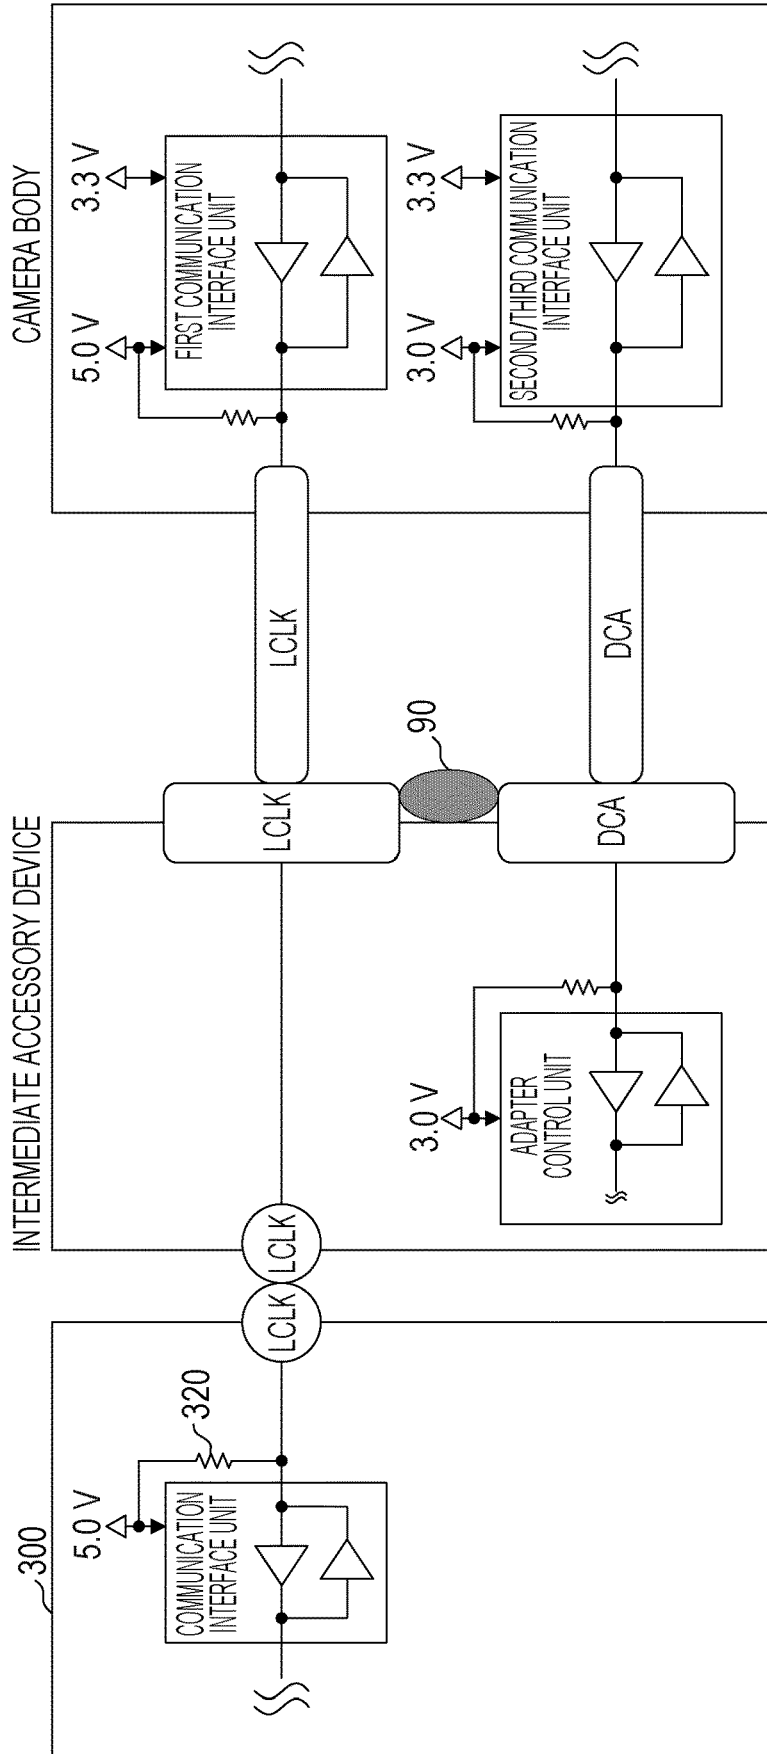 300
5.0 V
COMMUNICATION
INTERFACE UNIT
320
LCLK
INTERMEDIATE ACCESSORY DEVICE
LCLK
3.0 V
ADAPTER
CONTROL UNIT
LCLK
DCA
90
CAMERA BODY
LCLK
DCA
5.0 V
3.3 V
FIRST COMMUNICATION
INTERFACE UNIT
3.0 V
3.3 V
SECOND/THIRD COMMUNICATION
INTERFACE UNIT